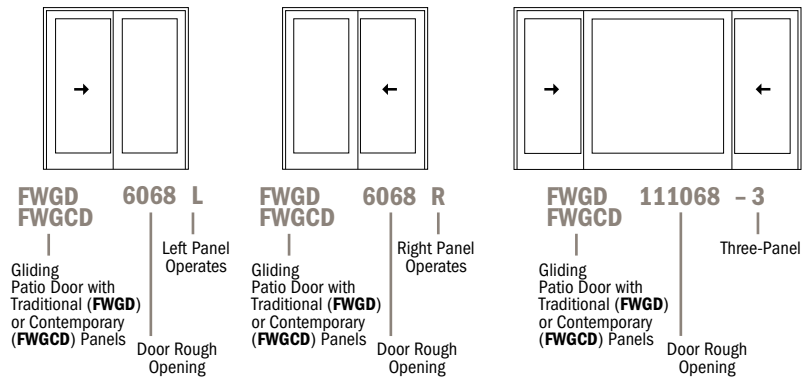 FWGD 6068 L
FWGCD
Left Panel
Operates
Gliding
Patio Door with
Traditional (FWGD)
or Contemporary
(FWGCD) Panels
Door Rough
Opening
FWGD 6068 R
FWGCD
Right Panel
Operates
Gliding
Patio Door with
Traditional (FWGD)
or Contemporary
(FWGCD) Panels
Door Rough
Opening
FWGD 111068 – 3
FWGCD
Three-Panel
Gliding
Patio Door with
Traditional (FWGD)
or Contemporary
(FWGCD) Panels
Door Rough
Opening